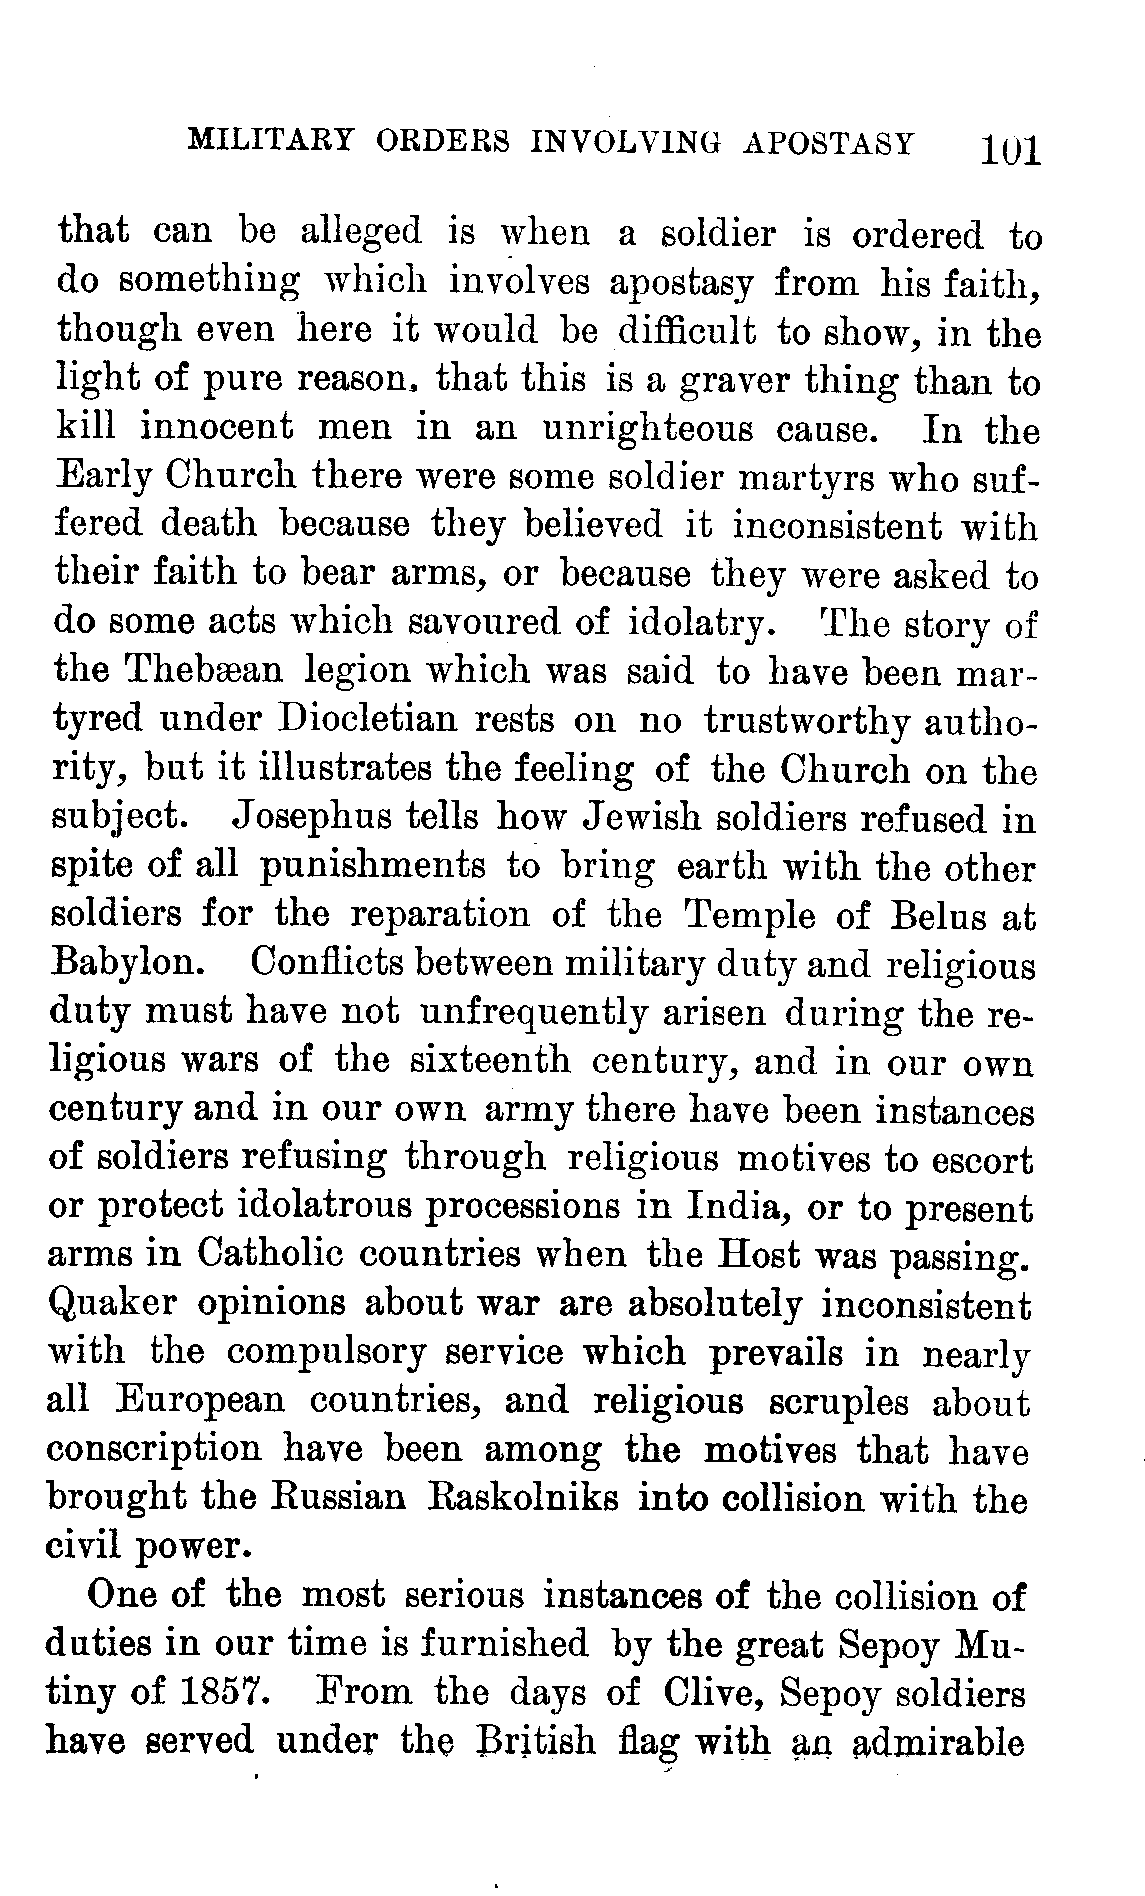 MILITARY ORDERS INVOLVING APOSTASY 101
that can be alleged is when a soldier is ordered to
do something which involves apostasy from his faith,
though even here it would be difficult to show, in the
light of pure reason. that this is a graver thing than to
kill innocent men in an unrighteous cause. In the
Early Church there were some soldier martyrs who suf-
fered death because they believed it inconsistent with
their faith to bear arms, or because they were asked to
do some acts which savoured of idolatry. The story of
the Thebæan legion which was said to have been mar-
tyred under Diocletian rests on no trustworthy autho-
rity, but it illustrates the feeling of the Church on the
subject. Josephus tells how Jewish soldiers refused in
spite of all punishments to bring earth with the other
soldiers for the reparation of the Temple of Belus at
Babylon. Conflicts between military duty and religious
duty must have not unfrequently arisen during the re-
ligious wars of the sixteenth century, and in our own
century and in our own army there have been instances
of soldiers refusing through religious motives to escort
or protect idolatrous processions in India, or to present
arms in Catholic countries when the Host was passing.
Quaker opinions about war are absolutely inconsistent
with the compulsory service which prevails in nearly
all European countries, and religious scruples about
conscription have been among the motives that have
brought the Russian Raskolniks into collision with the
civil power.
One of the most serious instances of the collision of
duties in our time is furnished by the great Sepoy Mu-
tiny of 1857. From the days of Clive, Sepoy soldiers
have served under the British flag with an admirable